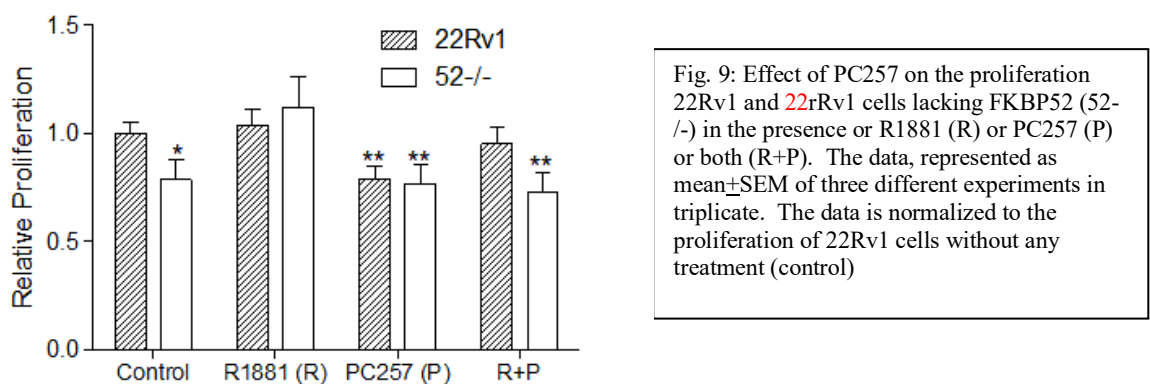 1.5
1.0
0.5
0.0
Relative Proliferation
22Rv1
52-/-
*
**
**
**
Control
R1881 (R)
PC257 (P)
R+P
Fig. 9: Effect of PC257 on the proliferation
22Rv1 and 22rRv1 cells lacking FKBP52 (52-
/-) in the presence or R1881 (R) or PC257 (P)
or both (R+P).  The data, represented as
mean+SEM of three different experiments in
triplicate.  The data is normalized to the
proliferation of 22Rv1 cells without any
treatment (control)